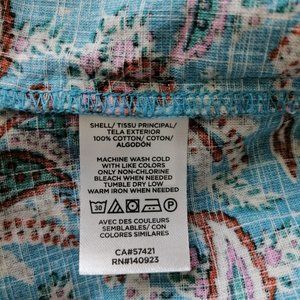 SHELL/ TISSU PRINCIPAL/
TELA EXTERIOR
100% COTTON/ COTON/
ALGODÓN
MACHINE WASH COLD
WITH LIKE COLORS
ONLY NON-CHLORINE
BLEACH WHEN NEEDED
TUMBLE DRY LOW
WARM IRON WHEN NEEDED
30 P
AVEC DES COULEURS
SEMBLABLES/ CON
COLORES SIMILARES
CA#57421
RN#140923